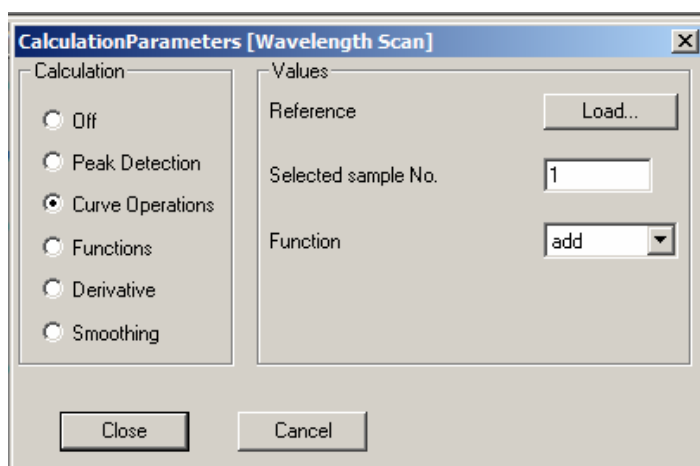 CalculationParameters [Wavelength Scan]
Calculation
Off
Peak Detection
Curve Operations
Functions
Derivative
Smoothing
Values
Reference
Load...
Selected sample No.
1
Function
add
Close
Cancel